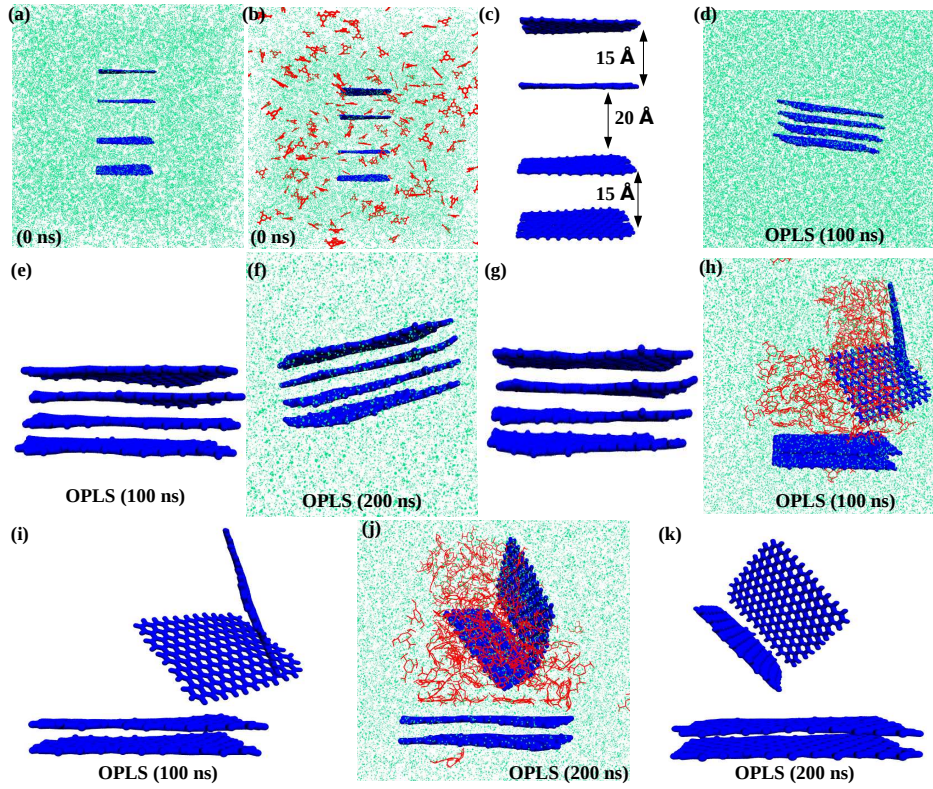 (a)
(0 ns)
(b)
(0 ns)
(c)
15 Å
20 Å
15 Å
(d)
OPLS (100 ns)
(e)
OPLS (100 ns)
(f)
OPLS (200 ns)
(g)
(h)
OPLS (100 ns)
(i)
OPLS (100 ns)
(j)
OPLS (200 ns)
(k)
OPLS (200 ns)